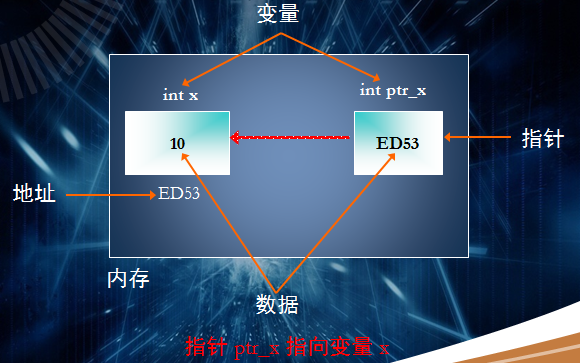 变量
int x
int ptr_x
10
ED53
指针
地址
ED53
内存
数据
指针 ptr_x 指向变量 x